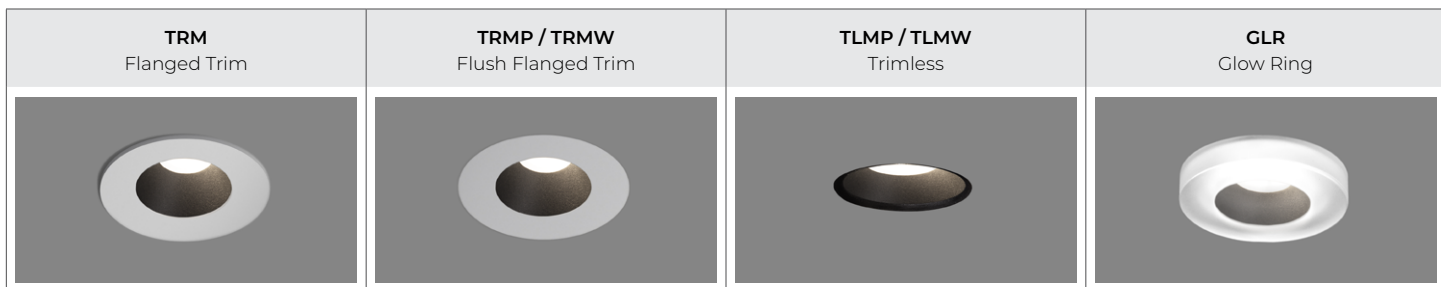 TRM
Flanged Trim
TRMP / TRMW
Flush Flanged Trim
TLMP / TLMW
Trimless
GLR
Glow Ring